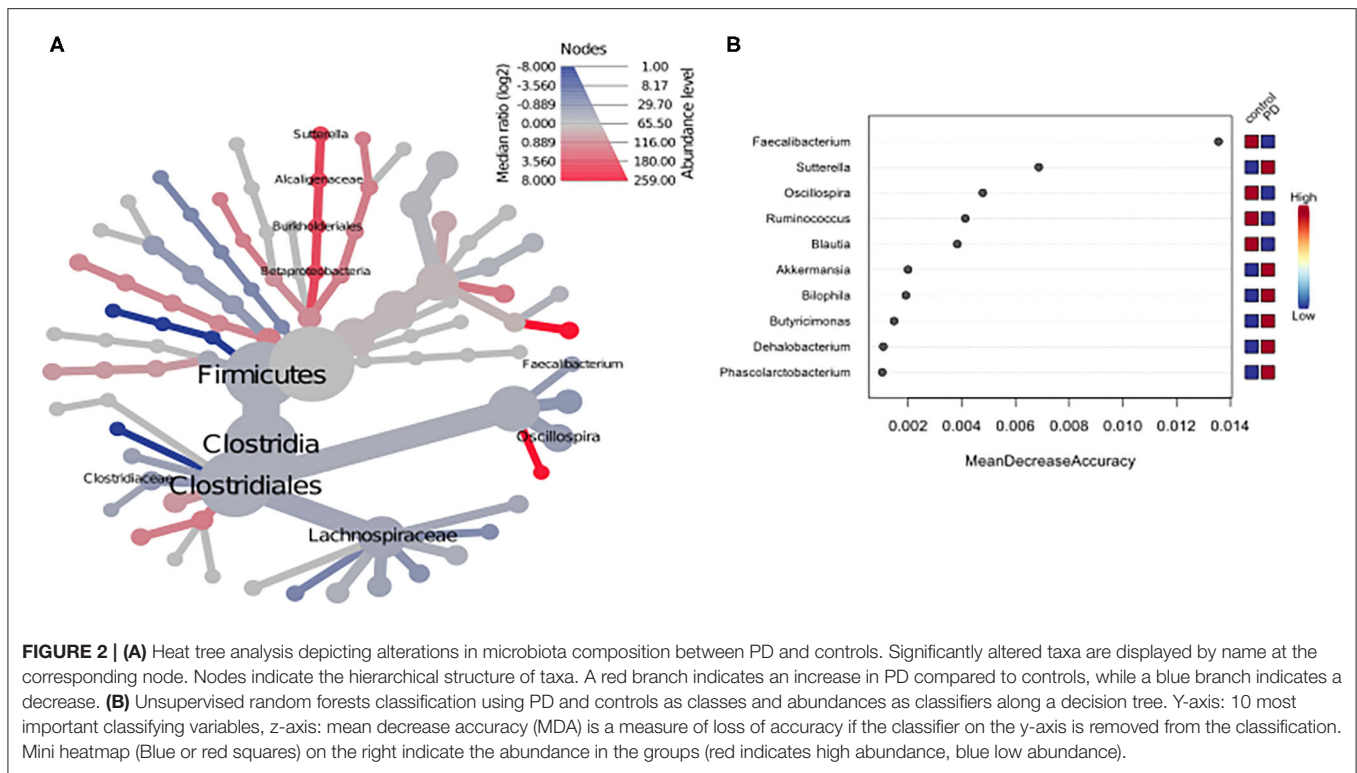 A
Nodes
Median ratio (log2)
-8.000 1.00
-3.560 8.17
-0.889 29.70
0.000 65.50
0.889 116.00
3.560 180.00
8.000 259.00
Abundance level
Sutterella
Alcaligenaceae
Burkholderiales
Betaproteobacteria
Firmicutes
Faecalibacterium
Clostridia
Oscillospira
Clostridiaceae
Clostridiales
Lachnospiraceae
B
control
PD
Faecalibacterium
Sutterella
Oscillospira
Ruminococcus
Blautia
Akkermansia
Bilophila
Butyricimonas
Dehalobacterium
Phascolarctobacterium
High
Low
0.002 0.004 0.006 0.008 0.010 0.012 0.014
MeanDecreaseAccuracy
FIGURE 2 | (A) Heat tree analysis depicting alterations in microbiota composition between PD and controls. Significantly altered taxa are displayed by name at the
corresponding node. Nodes indicate the hierarchical structure of taxa. A red branch indicates an increase in PD compared to controls, while a blue branch indicates a
decrease. (B) Unsupervised random forests classification using PD and controls as classes and abundances as classifiers along a decision tree. Y-axis: 10 most
important classifying variables, z-axis: mean decrease accuracy (MDA) is a measure of loss of accuracy if the classifier on the y-axis is removed from the classification.
Mini heatmap (Blue or red squares) on the right indicate the abundance in the groups (red indicates high abundance, blue low abundance).